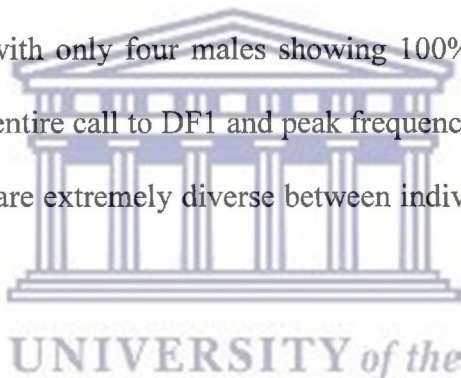 with only four males showing 100%
entire call to DF1 and peak frequenc
are extremely diverse between indiv
UNIVERSITY of the